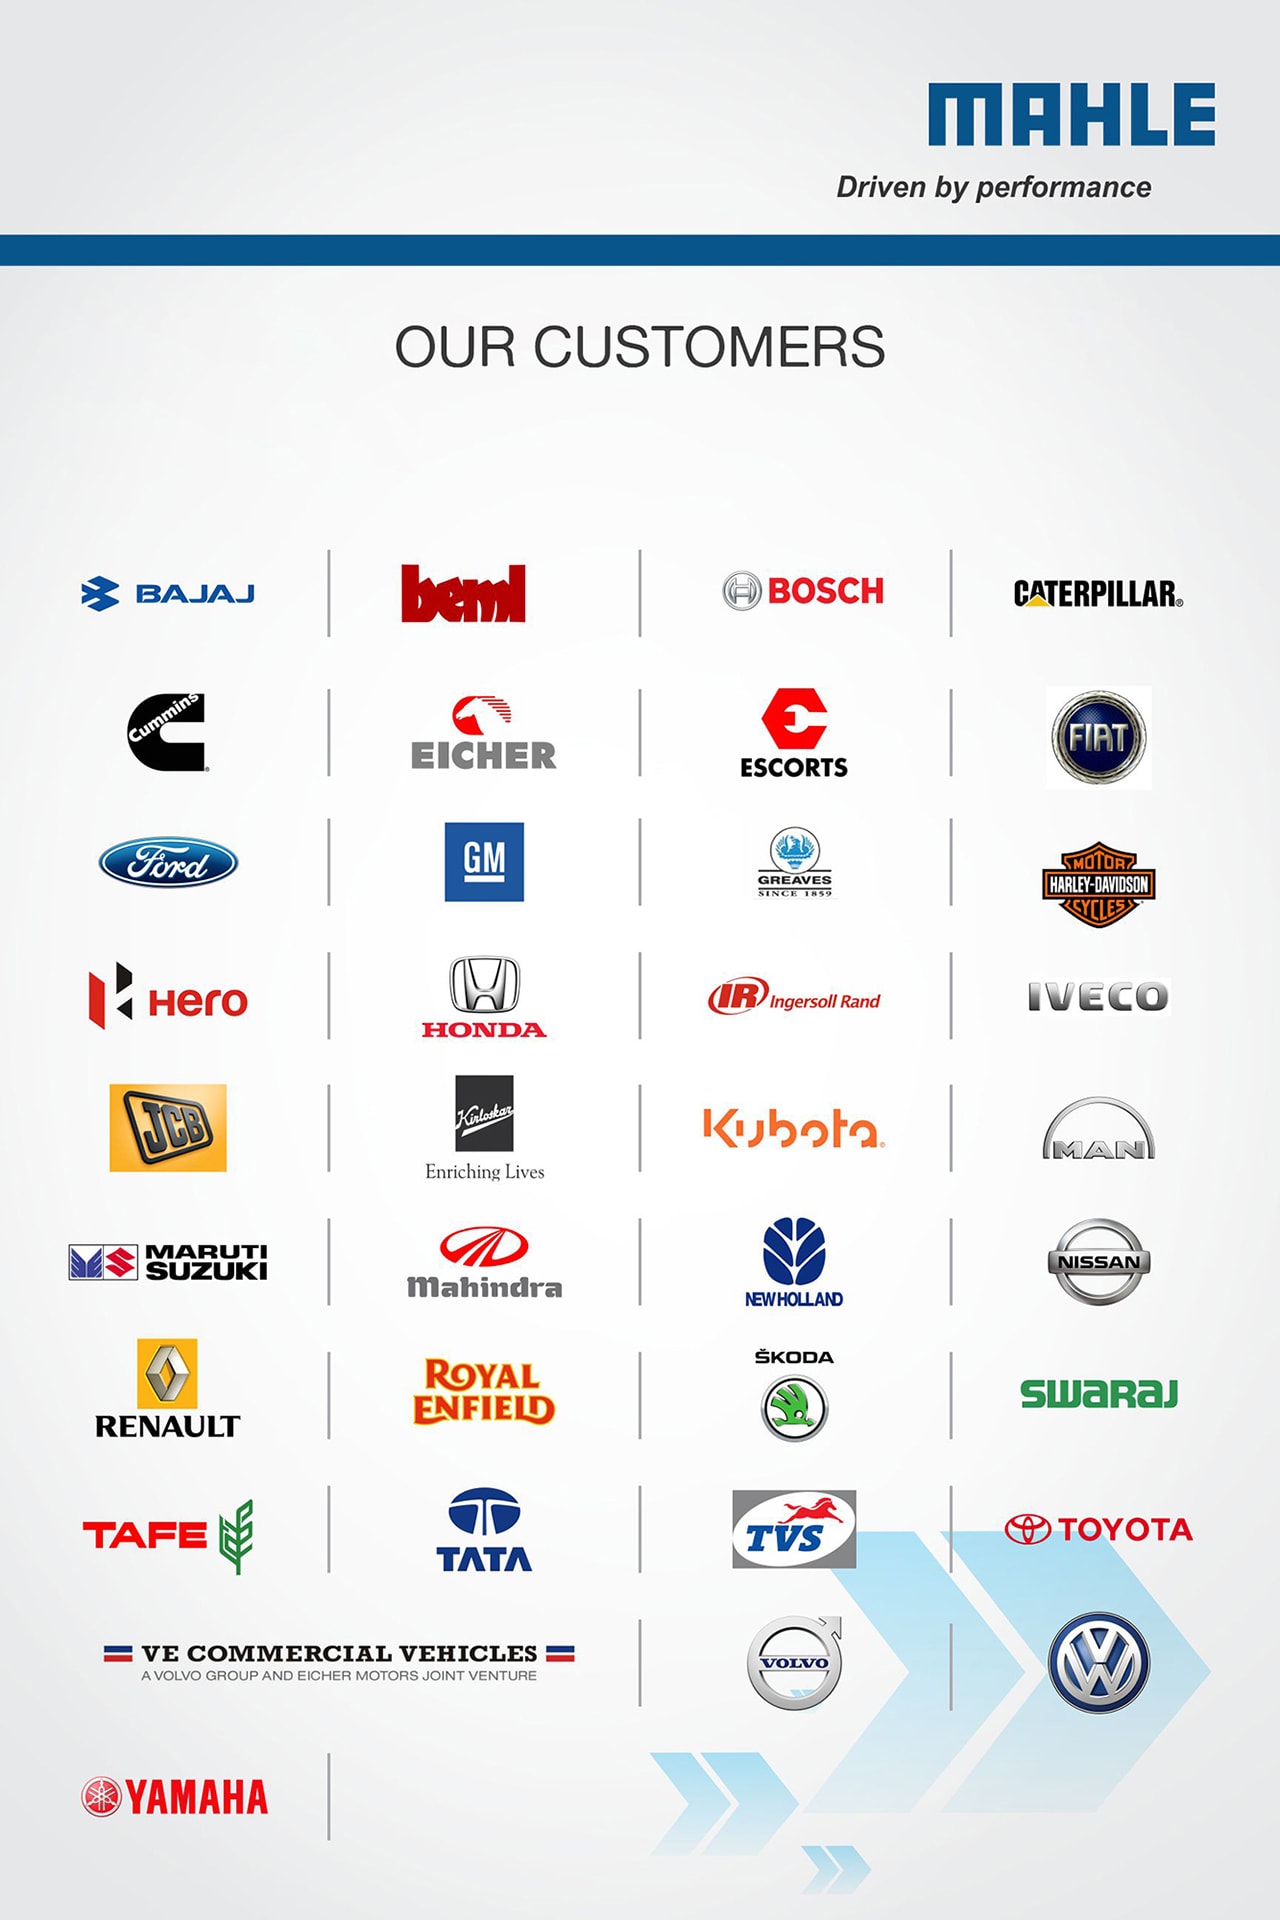 MAHLE
Driven by performance
OUR CUSTOMERS
BAJAJ
beml
BOSCH
CATERPILLAR®
Cummins
EICHER
ESCORTS
FIAT
Ford
GM
GREAVES
SINCE 1859
MOTOR
HARLEY-DAVIDSON
CYCLES
Hero
HONDA
IR Ingersoll Rand
IVECO
JCB
Kirloskar
Enriching Lives
Kubota®
MAN
MARUTI
SUZUKI
Mahindra
NEW HOLLAND
NISSAN
RENAULT
ROYAL
ENFIELD
ŠKODA
SWARAJ
TAFE
TATA
TVS
TOYOTA
VE COMMERCIAL VEHICLES
A VOLVO GROUP AND EICHER MOTORS JOINT VENTURE
VOLVO
VW
YAMAHA